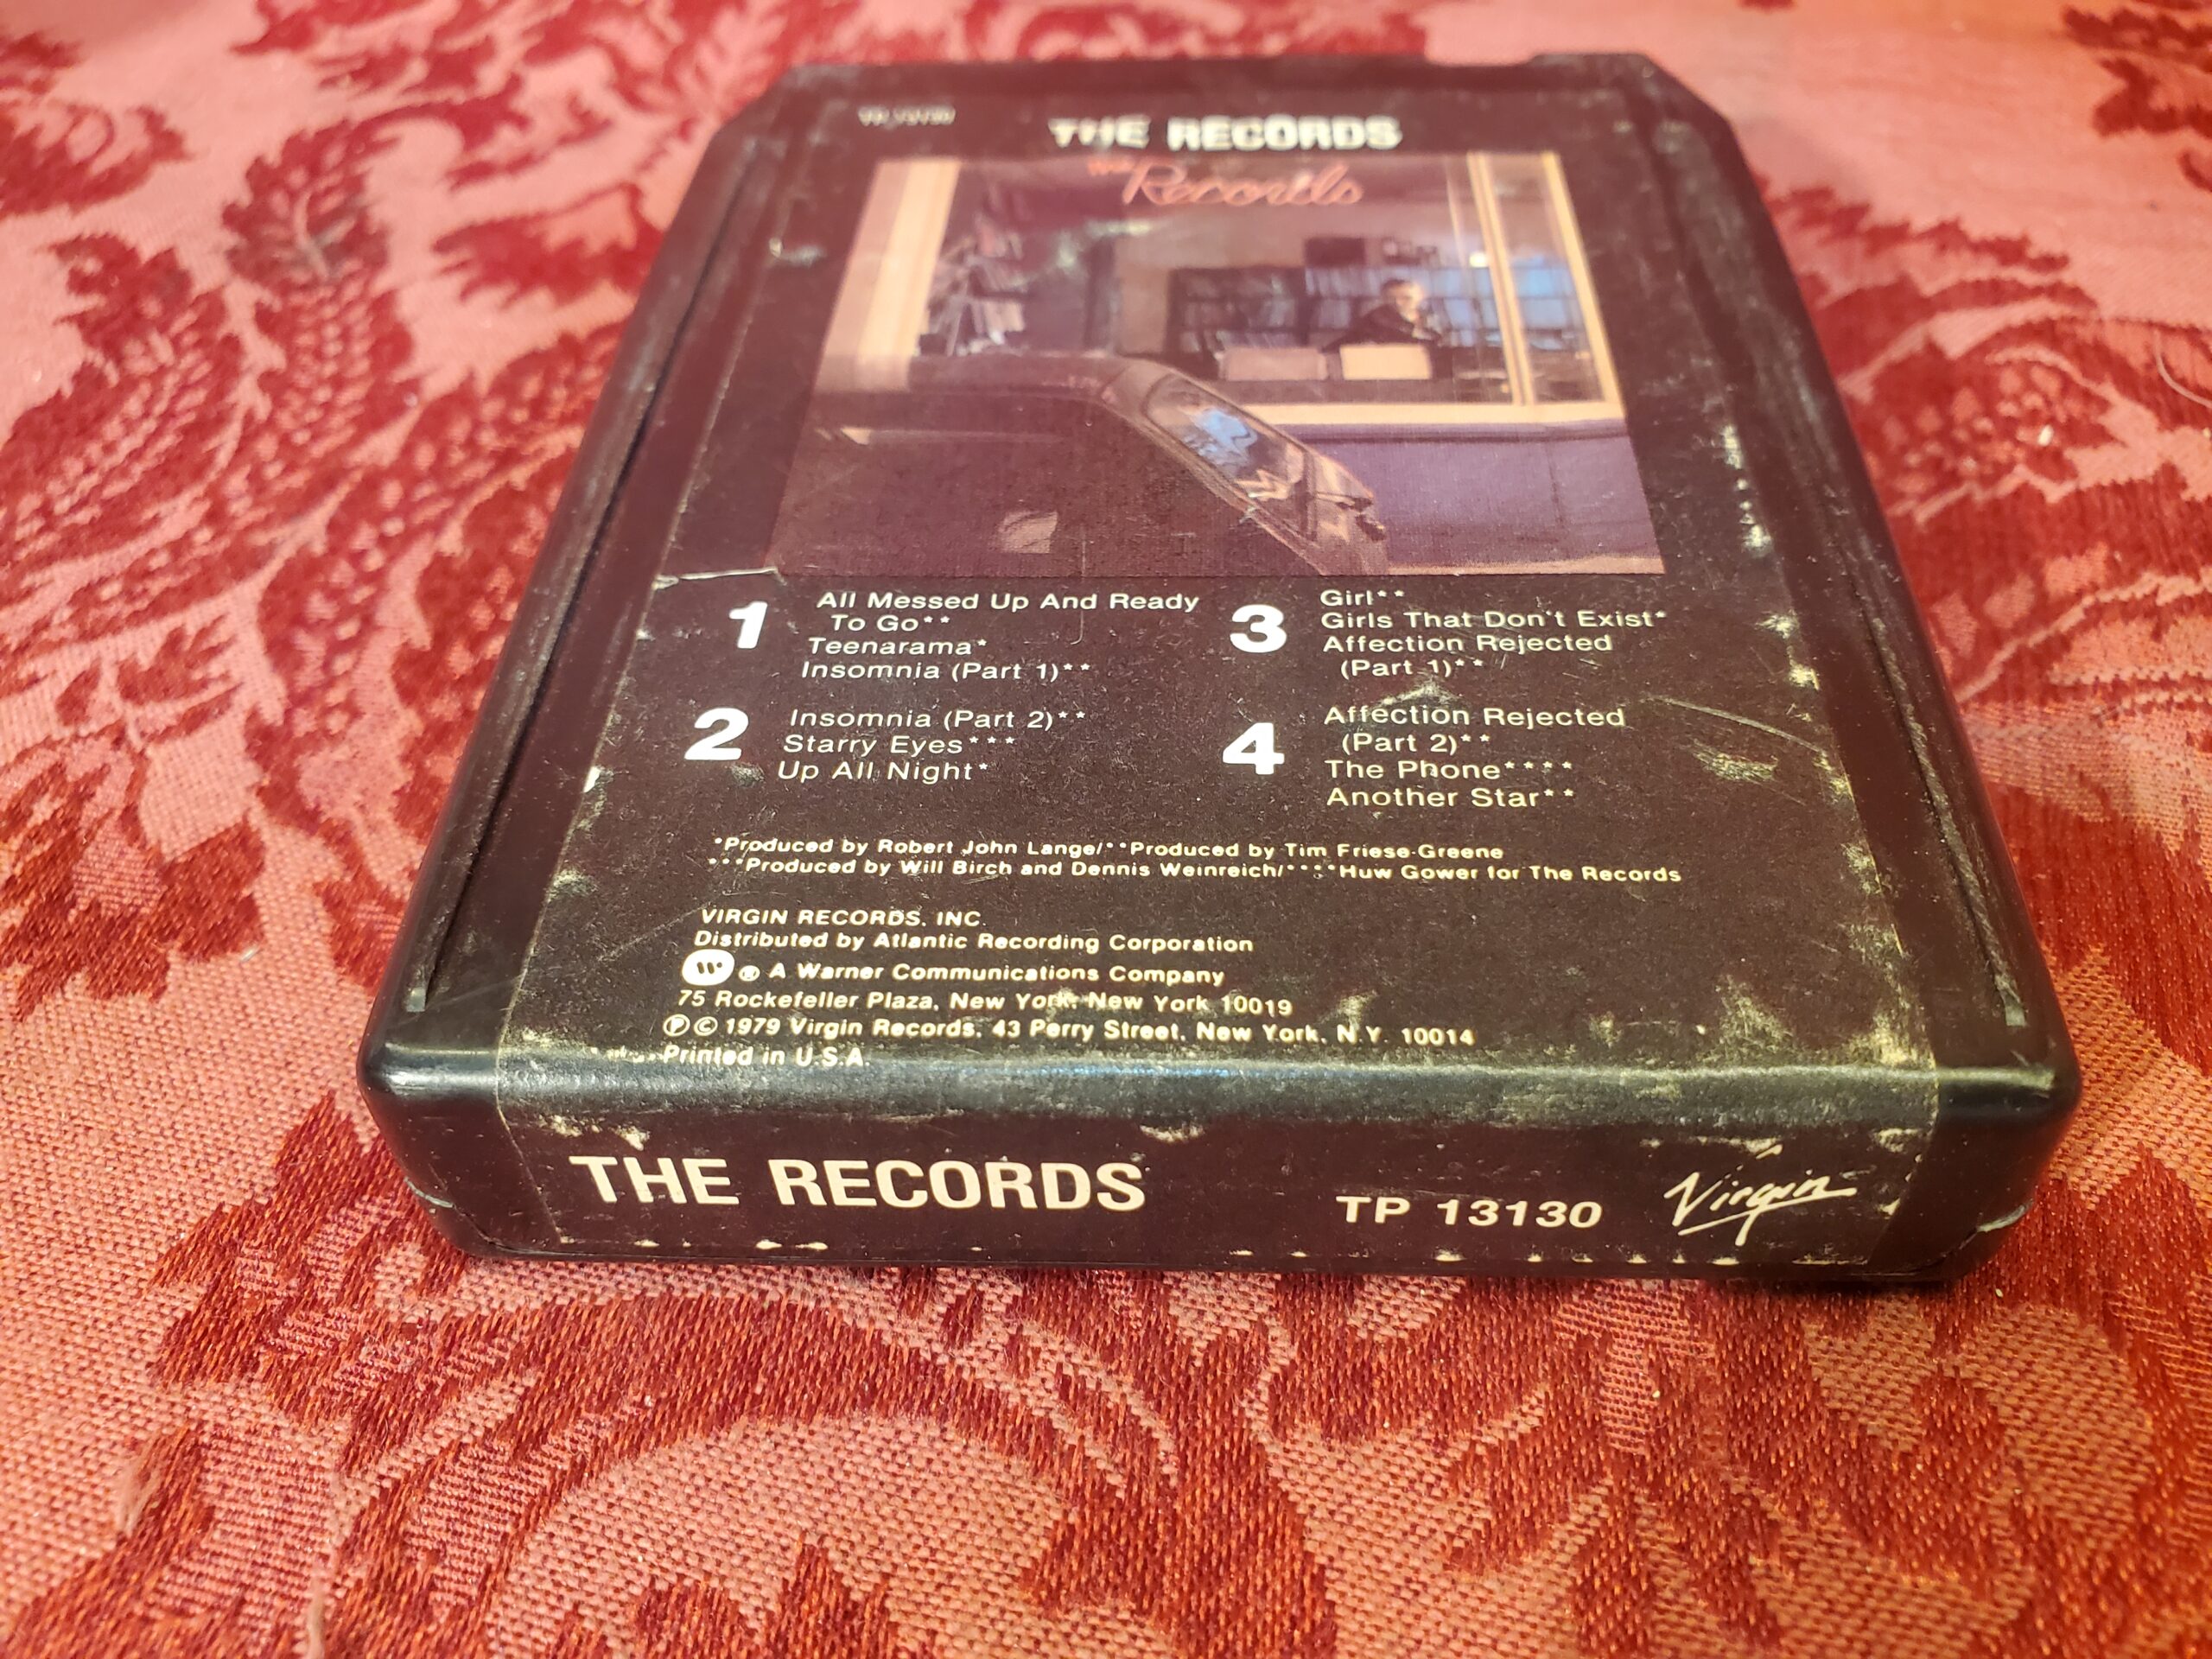 TP 13130
THE RECORDS
The Records
1
All Messed Up And Ready
To Go**
Teenarama*
Insomnia (Part 1)**
2
Insomnia (Part 2)**
Starry Eyes***
Up All Night*
3
Girl**
Girls That Don't Exist*
Affection Rejected
(Part 1)**
4
Affection Rejected
(Part 2)**
The Phone****
Another Star**
*Produced by Robert John Lange/**Produced by Tim Friese-Greene
***Produced by Will Birch and Dennis Weinreich/****Huw Gower for The Records
VIRGIN RECORDS, INC.
Distributed by Atlantic Recording Corporation
W ® A Warner Communications Company
75 Rockefeller Plaza, New York, New York 10019
℗ © 1979 Virgin Records, 43 Perry Street, New York, N.Y. 10014
Printed in U.S.A.
THE RECORDS
TP 13130
Virgin